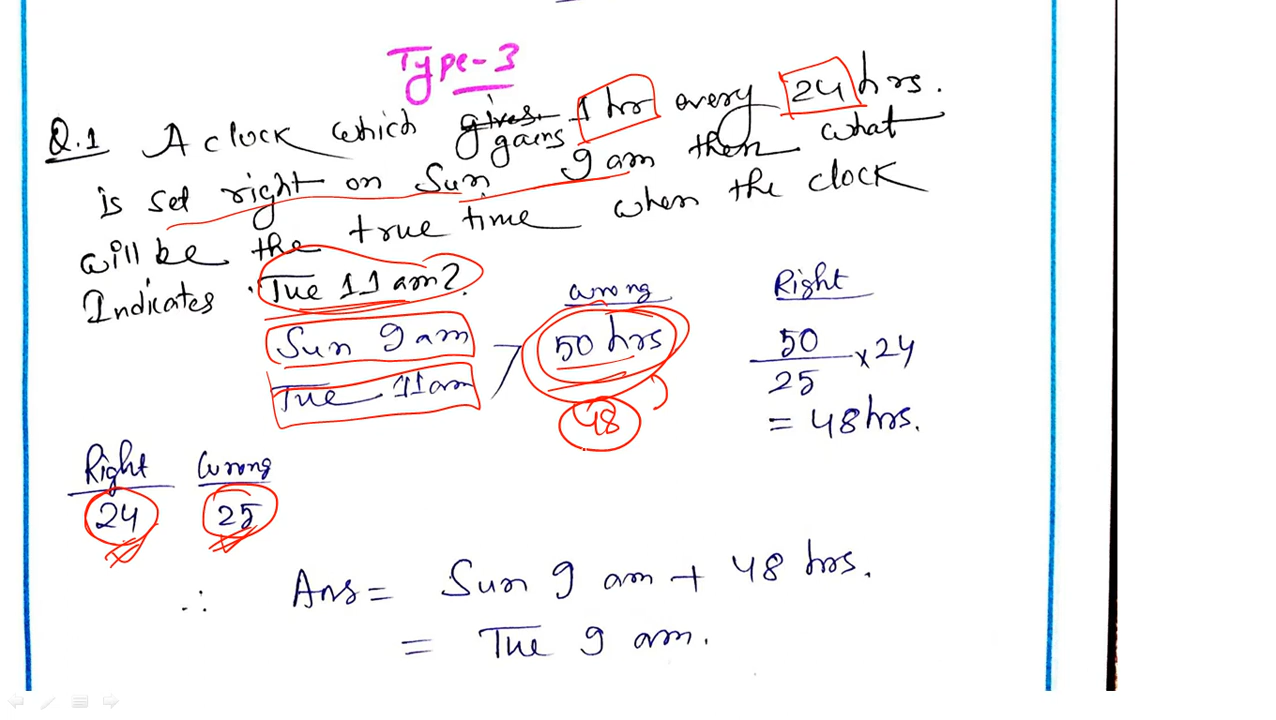 Type-3
Q.1 A clock which gives gains 1 hr every 24 hrs.
is set right on Sun 9 am then what
will be the true time when the clock
Indicates Tue 11 am?
Sun 9 am
Tue 11am
wrong
50 hrs
48
Right
50
25 × 24
= 48 hrs.
Right Wrong
24 25
∴ Ans = Sun 9 am + 48 hrs.
= Tue 9 am.